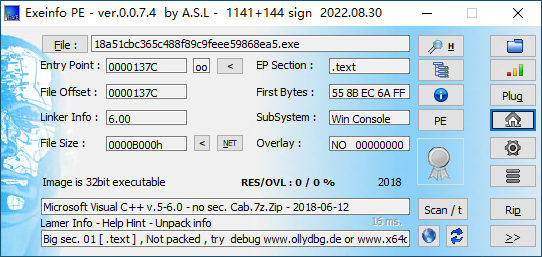 Exeinfo PE - ver.0.0.7.4 by A.S.L - 1141+144 sign 2022.08.30
File : 18a51cbc365c488f89c9feee59868ea5.exe H
Entry Point : 0000137C oo < EP Section : .text
File Offset : 0000137C First Bytes : 55 8B EC 6A FF Plug
Linker Info : 6.00 SubSystem : Win Console PE
File Size : 0000B000h < NET Overlay : NO 00000000
Image is 32bit executable RES/OVL : 0 / 0 % 2018
Microsoft Visual C++ v.5-6.0 - no sec. Cab.7z.Zip - 2018-06-12 Scan / t Rip
Lamer Info - Help Hint - Unpack info 16 ms.
Big sec. 01 [ .text ] , Not packed , try debug www.ollydbg.de or www.x64d >>